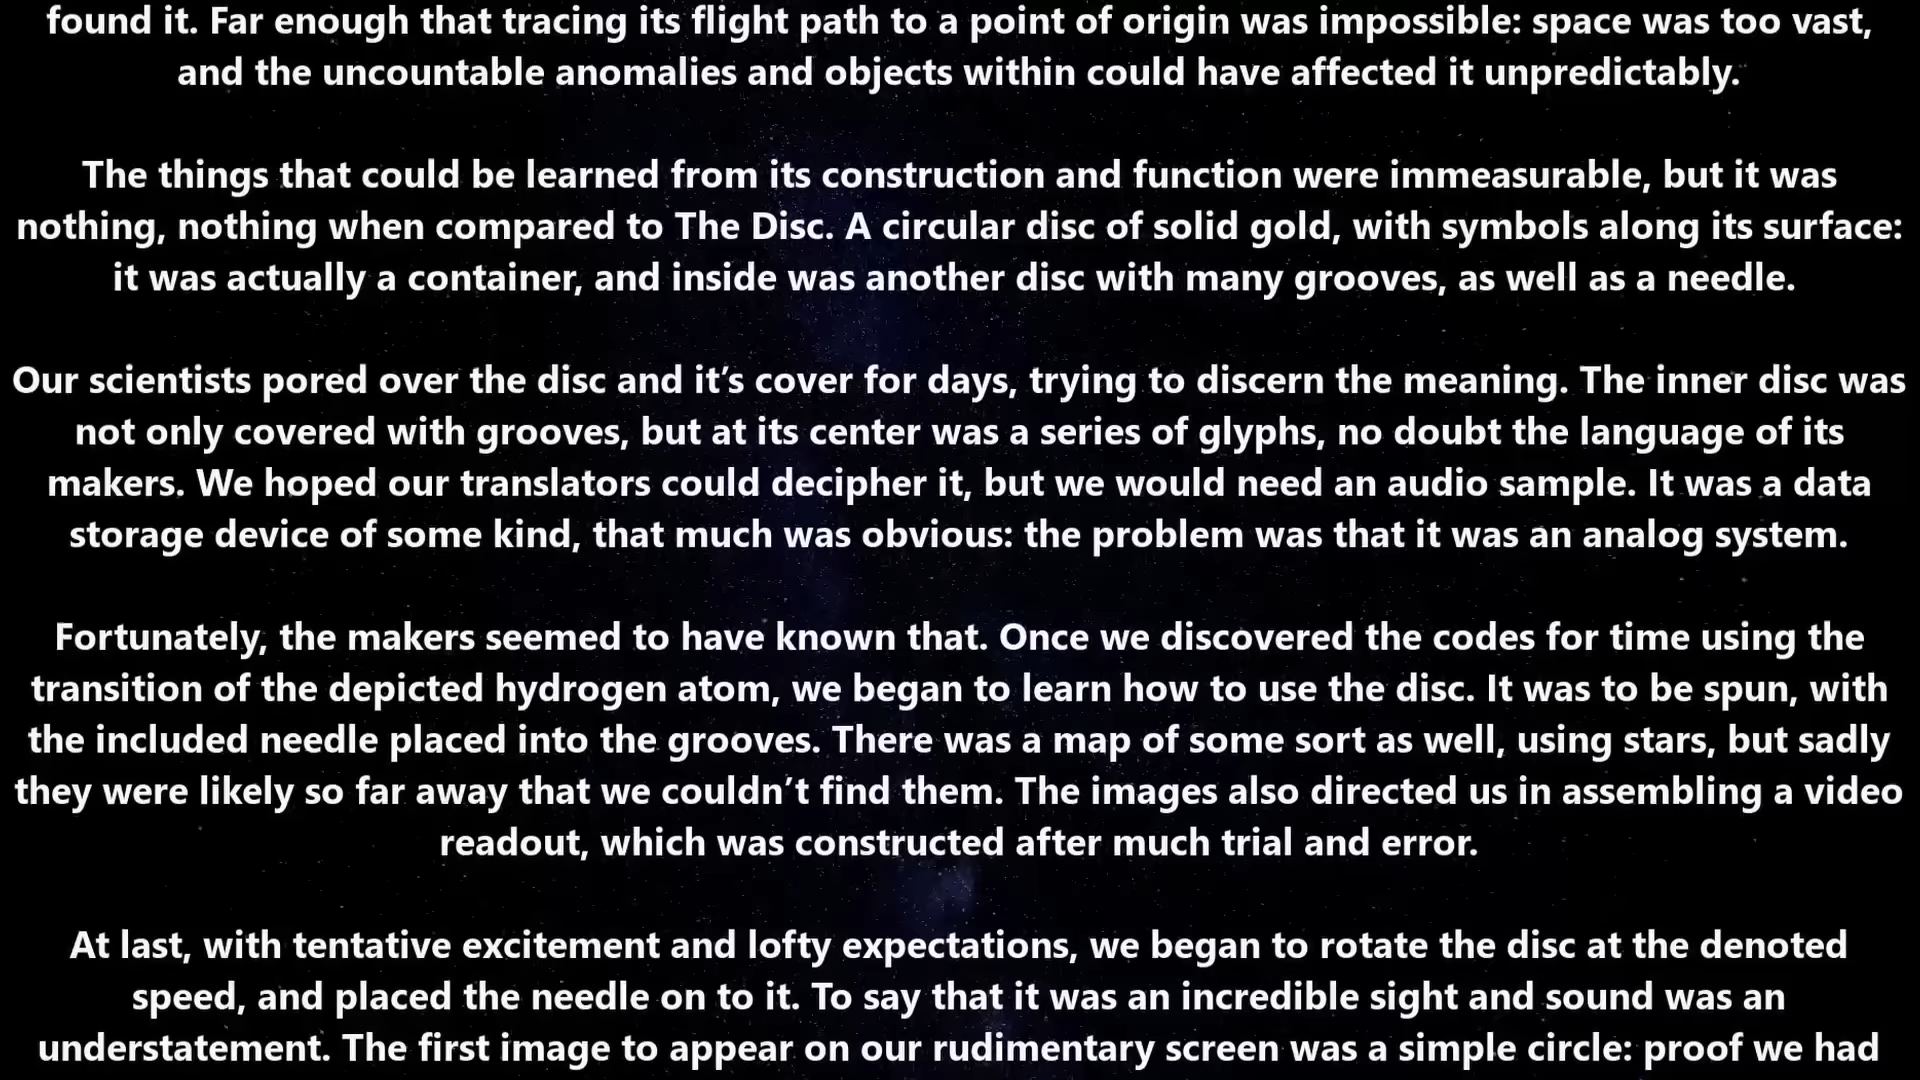 found it. Far enough that tracing its flight path to a point of origin was impossible: space was too vast,
and the uncountable anomalies and objects within could have affected it unpredictably.
The things that could be learned from its construction and function were immeasurable, but it was
nothing, nothing when compared to The Disc. A circular disc of solid gold, with symbols along its surface:
it was actually a container, and inside was another disc with many grooves, as well as a needle.
Our scientists pored over the disc and it’s cover for days, trying to discern the meaning. The inner disc was
not only covered with grooves, but at its center was a series of glyphs, no doubt the language of its
makers. We hoped our translators could decipher it, but we would need an audio sample. It was a data
storage device of some kind, that much was obvious: the problem was that it was an analog system.
Fortunately, the makers seemed to have known that. Once we discovered the codes for time using the
transition of the depicted hydrogen atom, we began to learn how to use the disc. It was to be spun, with
the included needle placed into the grooves. There was a map of some sort as well, using stars, but sadly
they were likely so far away that we couldn’t find them. The images also directed us in assembling a video
readout, which was constructed after much trial and error.
At last, with tentative excitement and lofty expectations, we began to rotate the disc at the denoted
speed, and placed the needle on to it. To say that it was an incredible sight and sound was an
understatement. The first image to appear on our rudimentary screen was a simple circle: proof we had